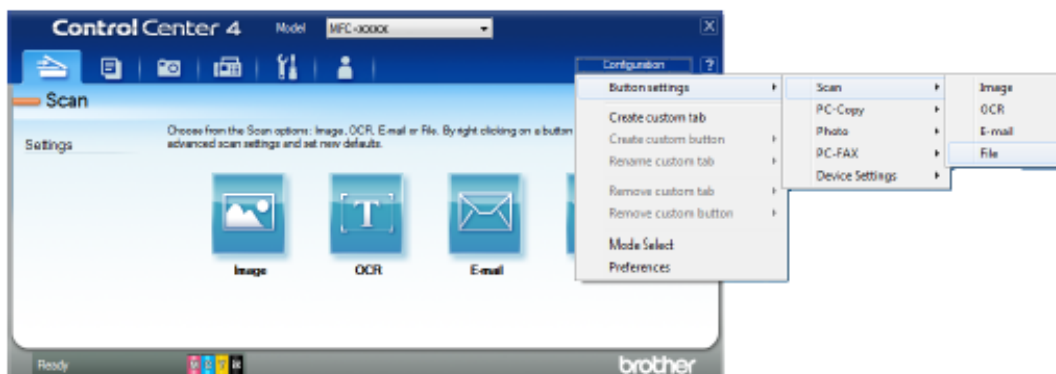 Control Center 4 Model MFC-xxxxx
Configuration ?
Scan
Settings
Choose from the Scan options: Image, OCR, E-mail or File. By right clicking on a button
advanced scan settings and set new defaults.
Image OCR E-mail
Button settings
Create custom tab
Create custom button
Rename custom tab
Remove custom tab
Remove custom button
Mode Select
Preferences
Scan
PC-Copy
Photo
PC-FAX
Device Settings
Image
OCR
E-mail
File
Ready
brother